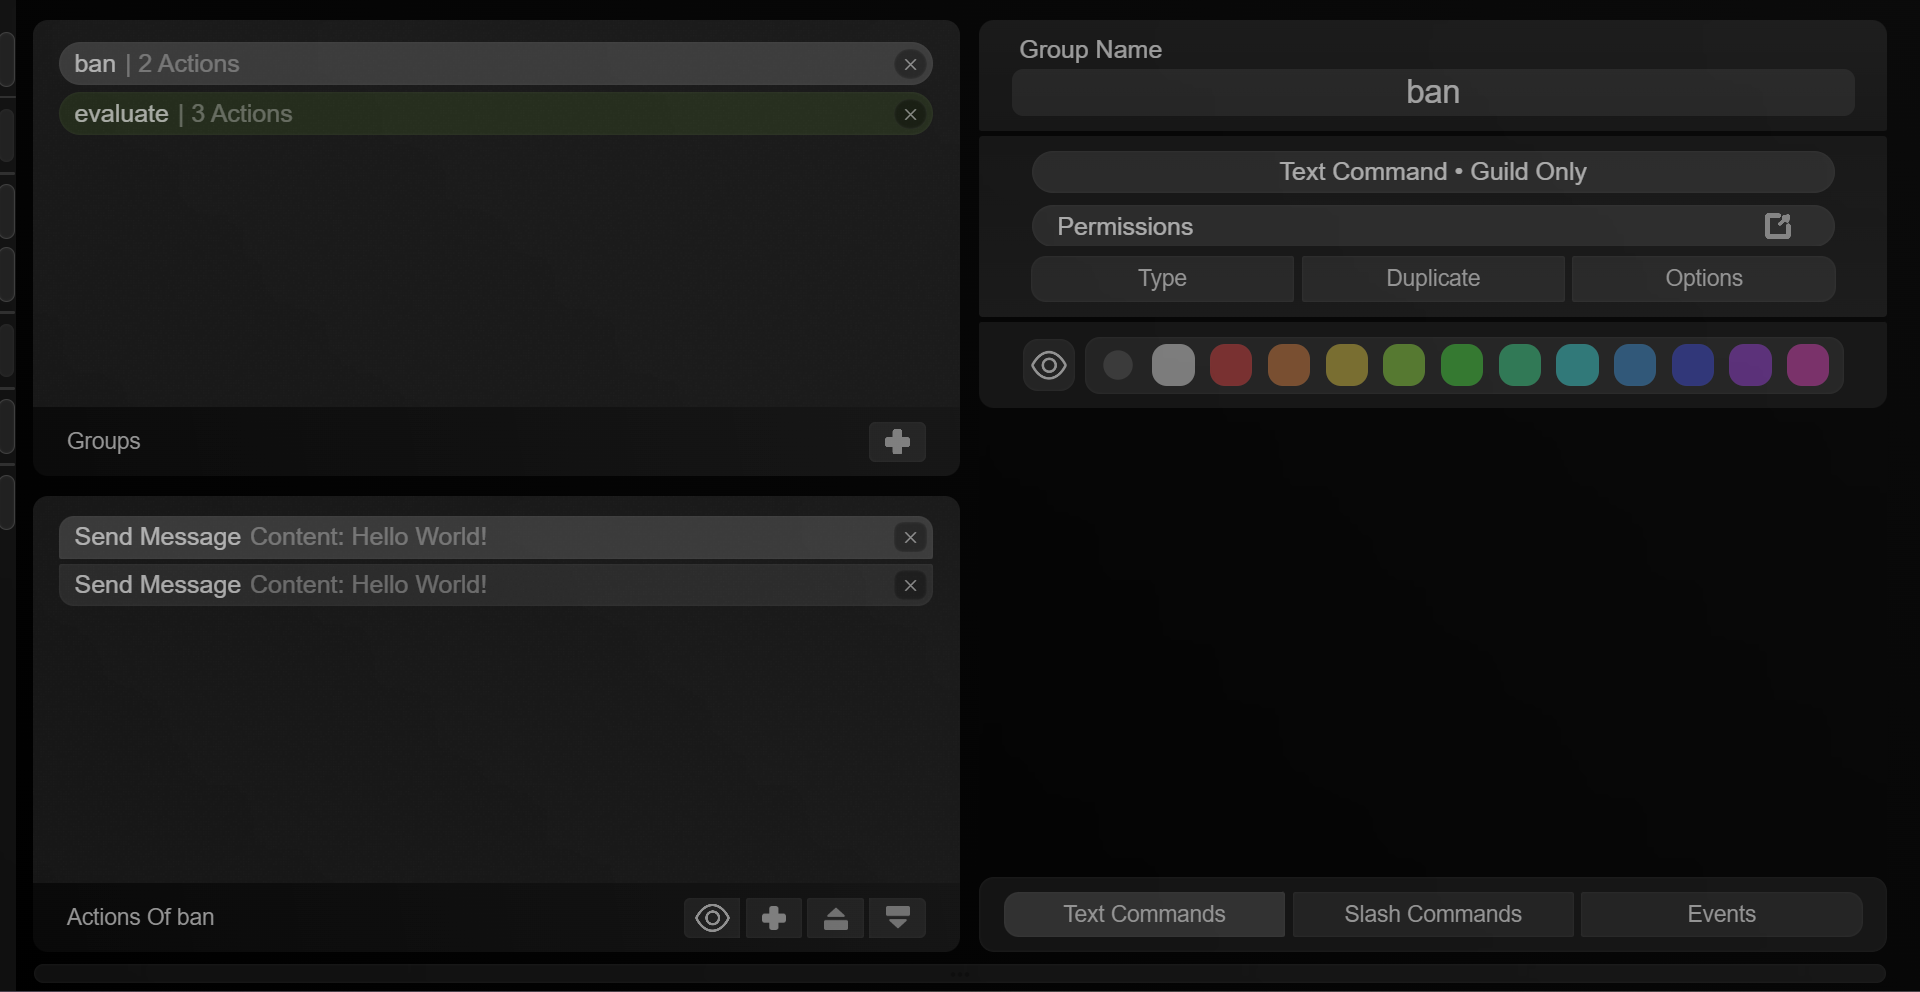 ban | 2 Actions
evaluate | 3 Actions
Groups
Send Message Content: Hello World!
Send Message Content: Hello World!
Actions Of ban
Group Name
ban
Text Command • Guild Only
Permissions
Type
Duplicate
Options
Text Commands
Slash Commands
Events